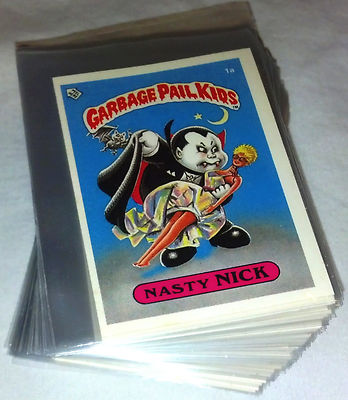 1a
GARBAGE PAIL KIDS
NASTY NICK